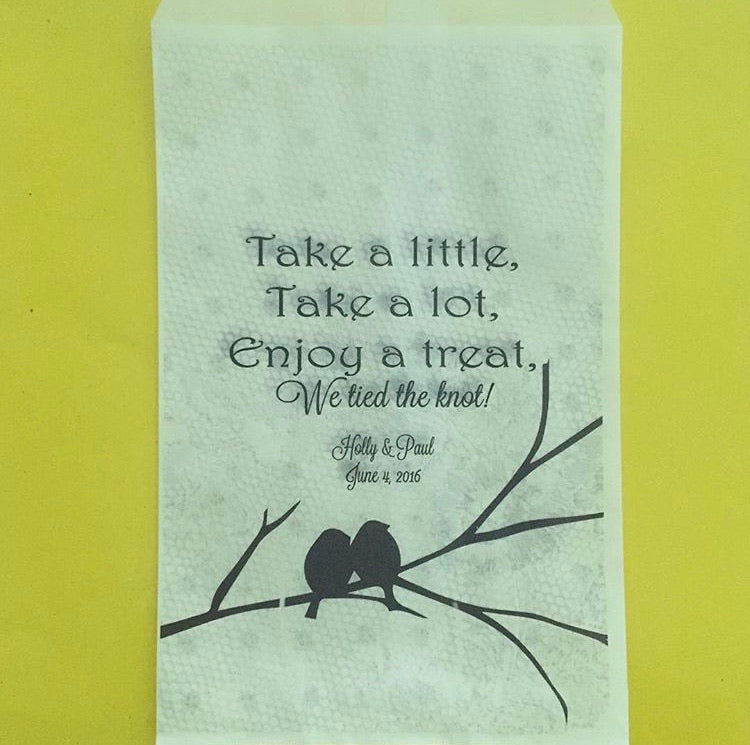 Take a little,
Take a lot,
Enjoy a treat,
We tied the knot!
Holly & Paul
June 4, 2016